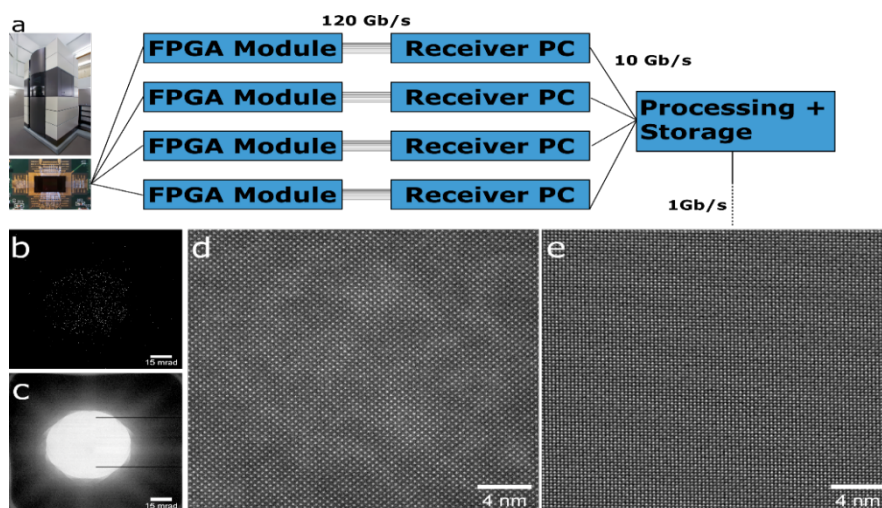 a
120 Gb/s
FPGA Module
Receiver PC
10 Gb/s
FPGA Module
Receiver PC
Processing +
Storage
FPGA Module
Receiver PC
FPGA Module
Receiver PC
1Gb/s
b
15 mrad
c
15 mrad
d
4 nm
e
4 nm